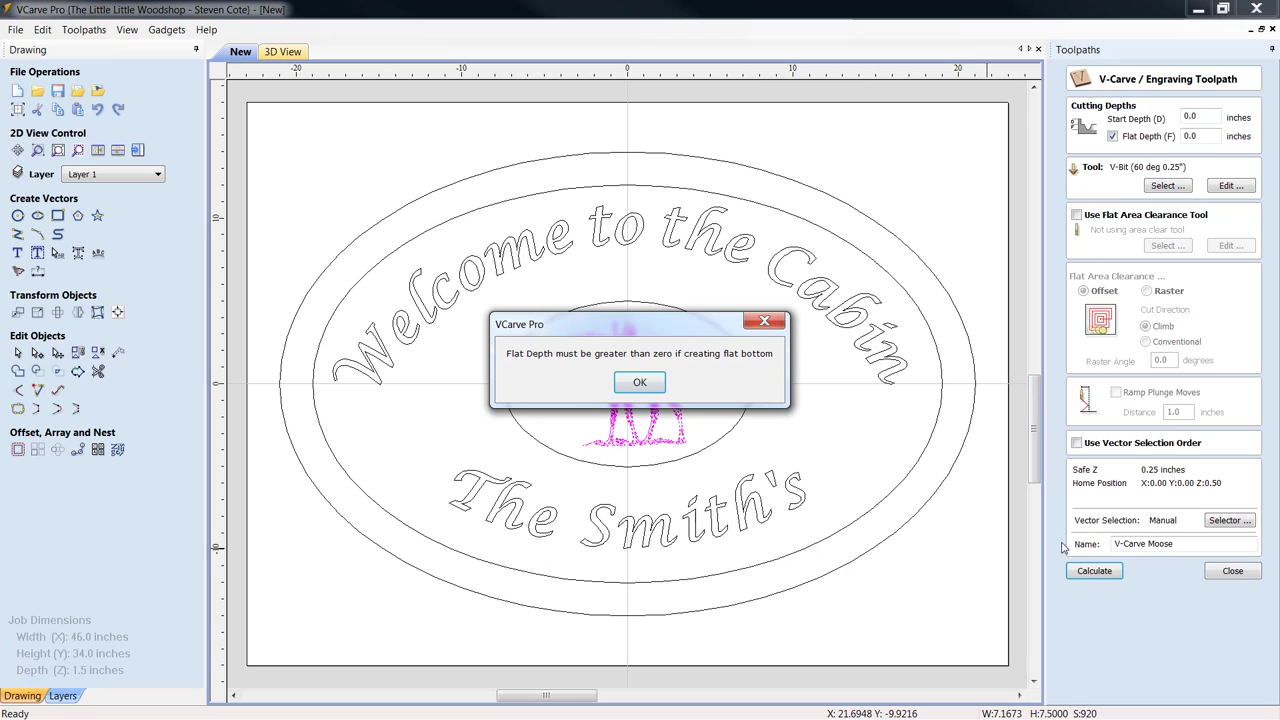 VCarve Pro (The Little Little Woodshop - Steven Cote) - [New]
File Edit Toolpaths View Gadgets Help
Drawing
New 3D View
Toolpaths
File Operations
2D View Control
Layer Layer 1
Create Vectors
Transform Objects
Edit Objects
Offset, Array and Nest
Job Dimensions
Width (X): 46.0 inches
Height (Y): 34.0 inches
Depth (Z): 1.5 inches
Drawing Layers
Ready
-20 -10 0 10 20
10
0
-10
Welcome to the Cabin
The Smith's
VCarve Pro
Flat Depth must be greater than zero if creating flat bottom
OK
V-Carve / Engraving Toolpath
Cutting Depths
Start Depth (D) 0.0 inches
Flat Depth (F) 0.0 inches
Tool: V-Bit (60 deg 0.25")
Select ... Edit ...
Use Flat Area Clearance Tool
Not using area clear tool
Select ... Edit ...
Flat Area Clearance ...
Offset Raster
Cut Direction
Climb
Conventional
Raster Angle 0.0 degrees
Ramp Plunge Moves
Distance 1.0 inches
Use Vector Selection Order
Safe Z 0.25 inches
Home Position X:0.00 Y:0.00 Z:0.50
Vector Selection: Manual Selector ...
Name: V-Carve Moose
Calculate Close
X: 21.6948 Y: -9.9216 W:7.1673 H:7.5000 S:920